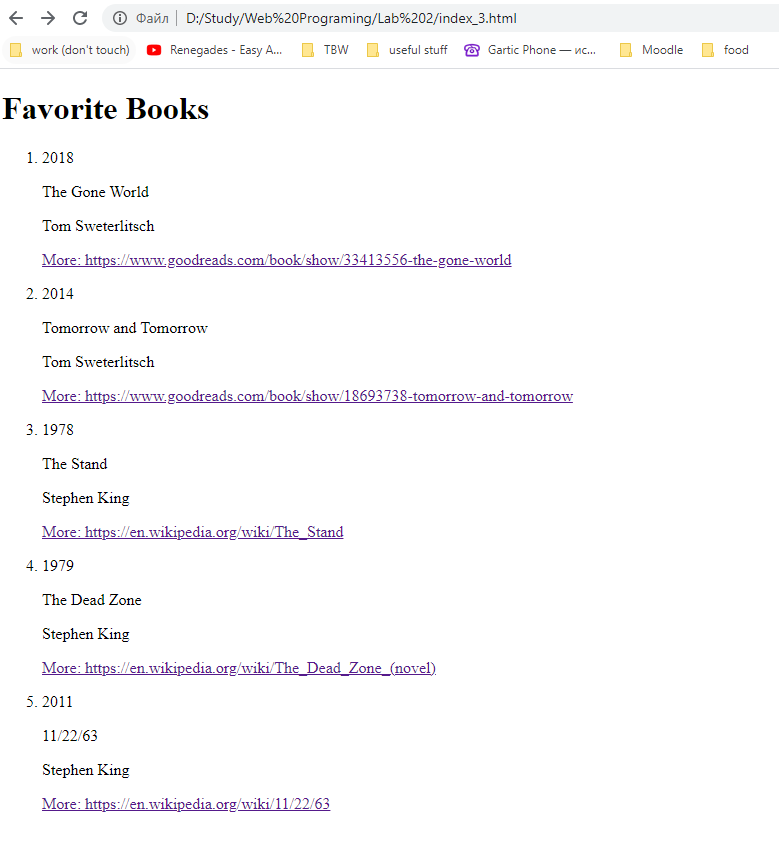 Файл | D:/Study/Web%20Programing/Lab%202/index_3.html
work (don't touch) Renegades - Easy A... TBW useful stuff Gartic Phone — ис... Moodle food
Favorite Books
1. 2018
The Gone World
Tom Sweterlitsch
More: https://www.goodreads.com/book/show/33413556-the-gone-world
2. 2014
Tomorrow and Tomorrow
Tom Sweterlitsch
More: https://www.goodreads.com/book/show/18693738-tomorrow-and-tomorrow
3. 1978
The Stand
Stephen King
More: https://en.wikipedia.org/wiki/The_Stand
4. 1979
The Dead Zone
Stephen King
More: https://en.wikipedia.org/wiki/The_Dead_Zone_(novel)
5. 2011
11/22/63
Stephen King
More: https://en.wikipedia.org/wiki/11/22/63